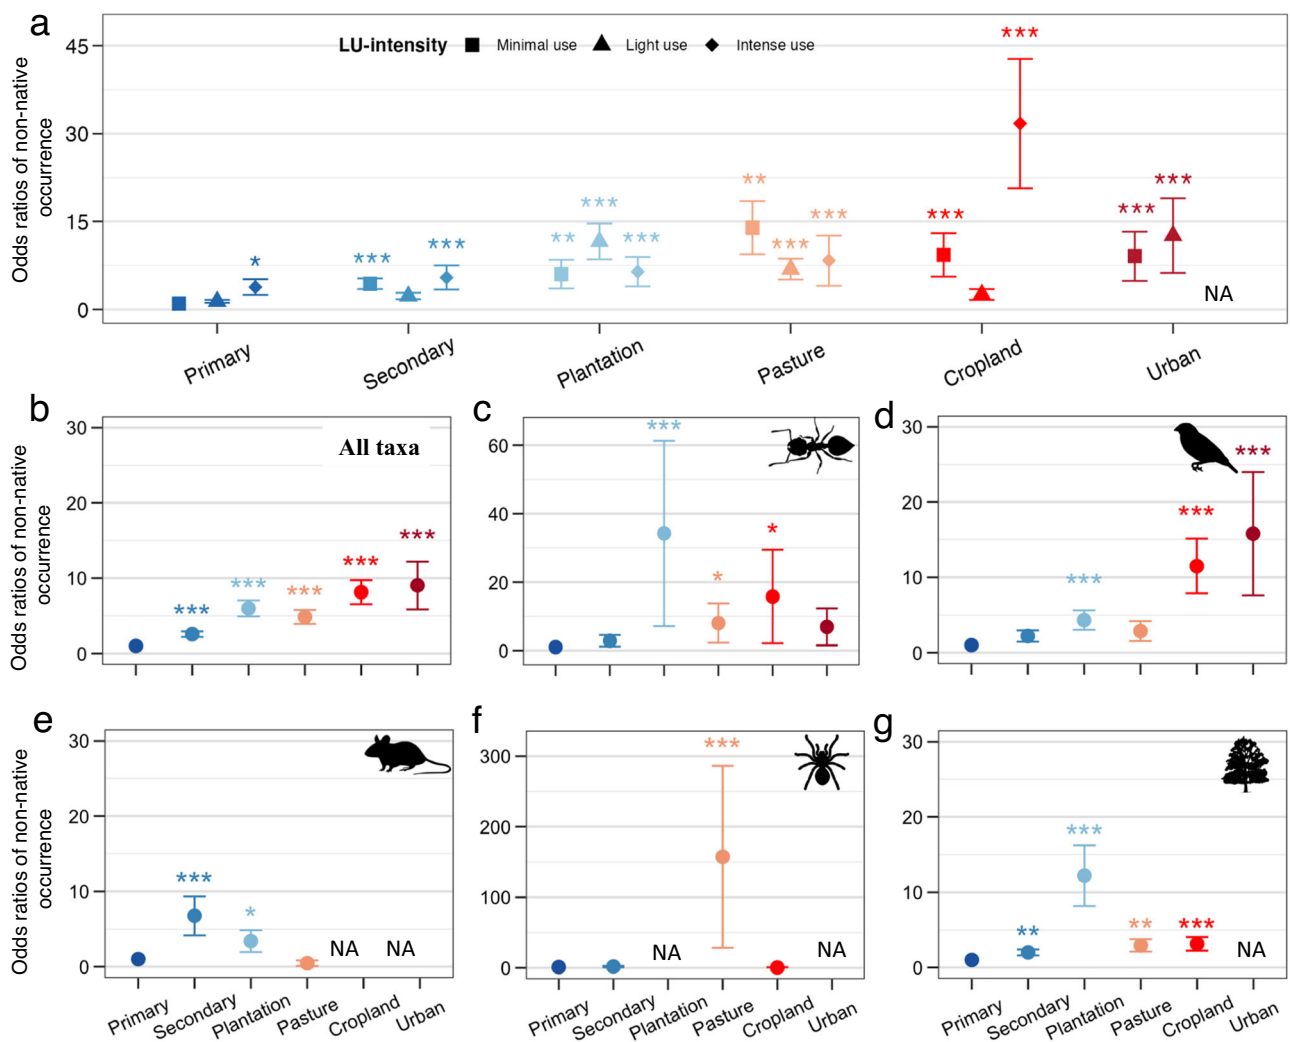 a
LU-intensity Minimal use Light use Intense use
Odds ratios of non-native
occurrence
45
30
15
0
*
***
***
**
***
***
**
***
***
***
***
***
***
NA
Primary
Secondary
Plantation
Pasture
Cropland
Urban
b
All taxa
Odds ratios of non-native
occurrence
30
20
10
0
***
***
***
***
***
c
60
40
20
0
***
*
*
d
30
20
10
0
***
***
***
e
Odds ratios of non-native
occurrence
30
20
10
0
***
*
NA
NA
Primary
Secondary
Plantation
Pasture
Cropland
Urban
f
300
200
100
0
NA
***
NA
Primary
Secondary
Plantation
Pasture
Cropland
Urban
g
30
20
10
0
**
***
**
***
NA
Primary
Secondary
Plantation
Pasture
Cropland
Urban